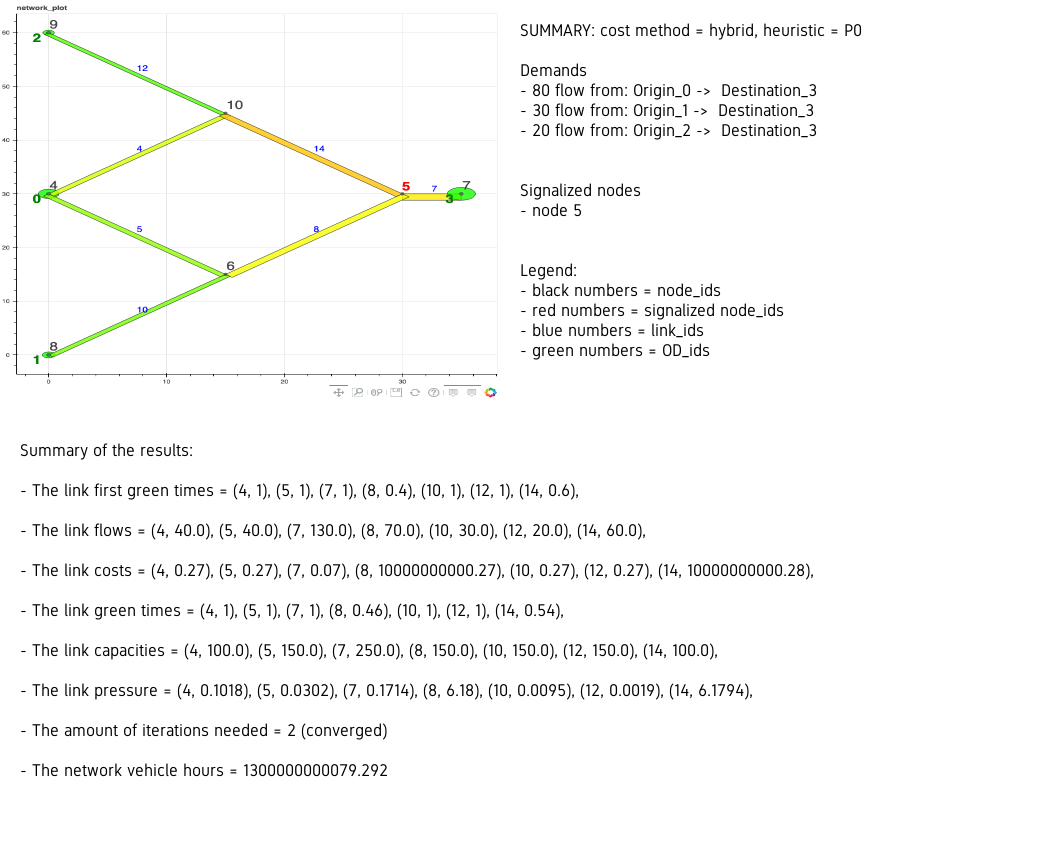 network_plot
9
60
2
12
50
10
4
14
40
4
5
7
7
30
0
3
5
8
20
6
10
10
8
0
1
0
10
20
30
SUMMARY: cost method = hybrid, heuristic = P0
Demands
- 80 flow from: Origin_0 -> Destination_3
- 30 flow from: Origin_1 -> Destination_3
- 20 flow from: Origin_2 -> Destination_3
Signalized nodes
- node 5
Legend:
- black numbers = node_ids
- red numbers = signalized node_ids
- blue numbers = link_ids
- green numbers = OD_ids
Summary of the results:
- The link first green times = (4, 1), (5, 1), (7, 1), (8, 0.4), (10, 1), (12, 1), (14, 0.6),
- The link flows = (4, 40.0), (5, 40.0), (7, 130.0), (8, 70.0), (10, 30.0), (12, 20.0), (14, 60.0),
- The link costs = (4, 0.27), (5, 0.27), (7, 0.07), (8, 10000000000.27), (10, 0.27), (12, 0.27), (14, 10000000000.28),
- The link green times = (4, 1), (5, 1), (7, 1), (8, 0.46), (10, 1), (12, 1), (14, 0.54),
- The link capacities = (4, 100.0), (5, 150.0), (7, 250.0), (8, 150.0), (10, 150.0), (12, 150.0), (14, 100.0),
- The link pressure = (4, 0.1018), (5, 0.0302), (7, 0.1714), (8, 6.18), (10, 0.0095), (12, 0.0019), (14, 6.1794),
- The amount of iterations needed = 2 (converged)
- The network vehicle hours = 1300000000079.292